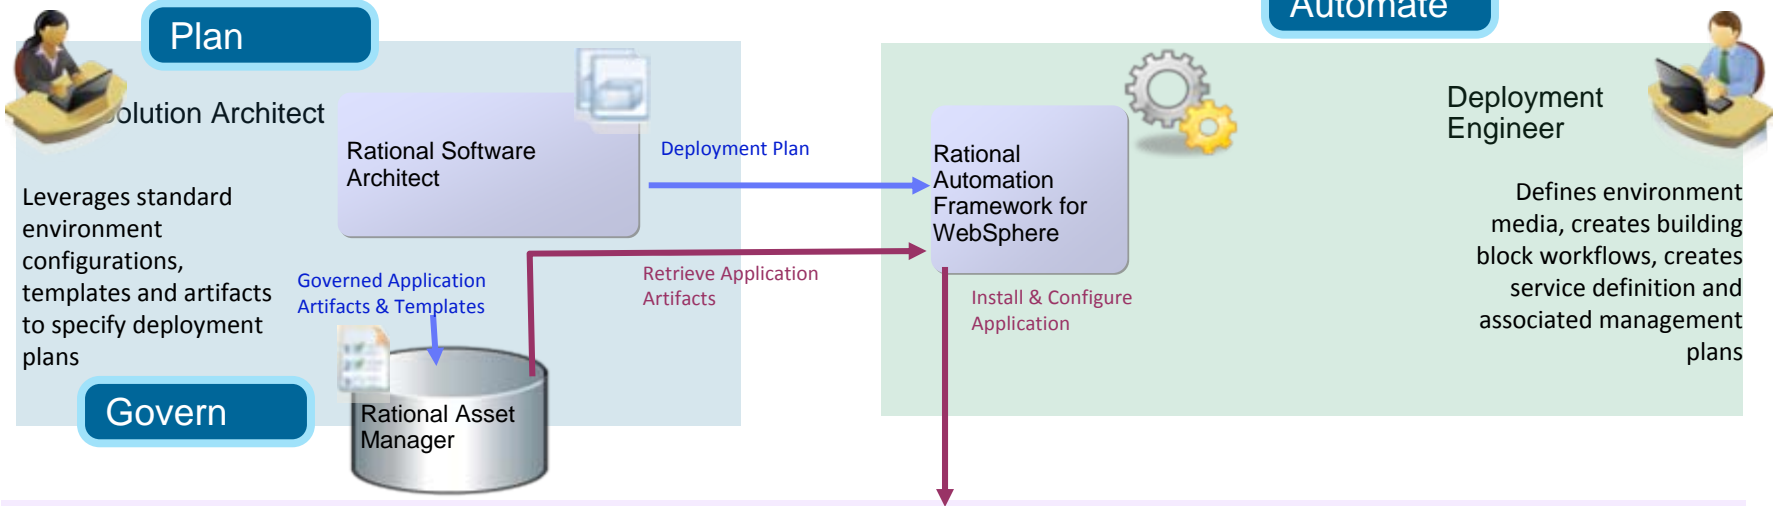 Plan
Automate
olution Architect
Rational Software
Architect
Deployment Plan
Rational
Automation
Framework for
WebSphere
Deployment
Engineer
Leverages standard
environment
configurations,
templates and artifacts
to specify deployment
plans
Governed Application
Artifacts & Templates
Retrieve Application
Artifacts
Install & Configure
Application
Defines environment
media, creates building
block workflows, creates
service definition and
associated management
plans
Govern
Rational Asset
Manager